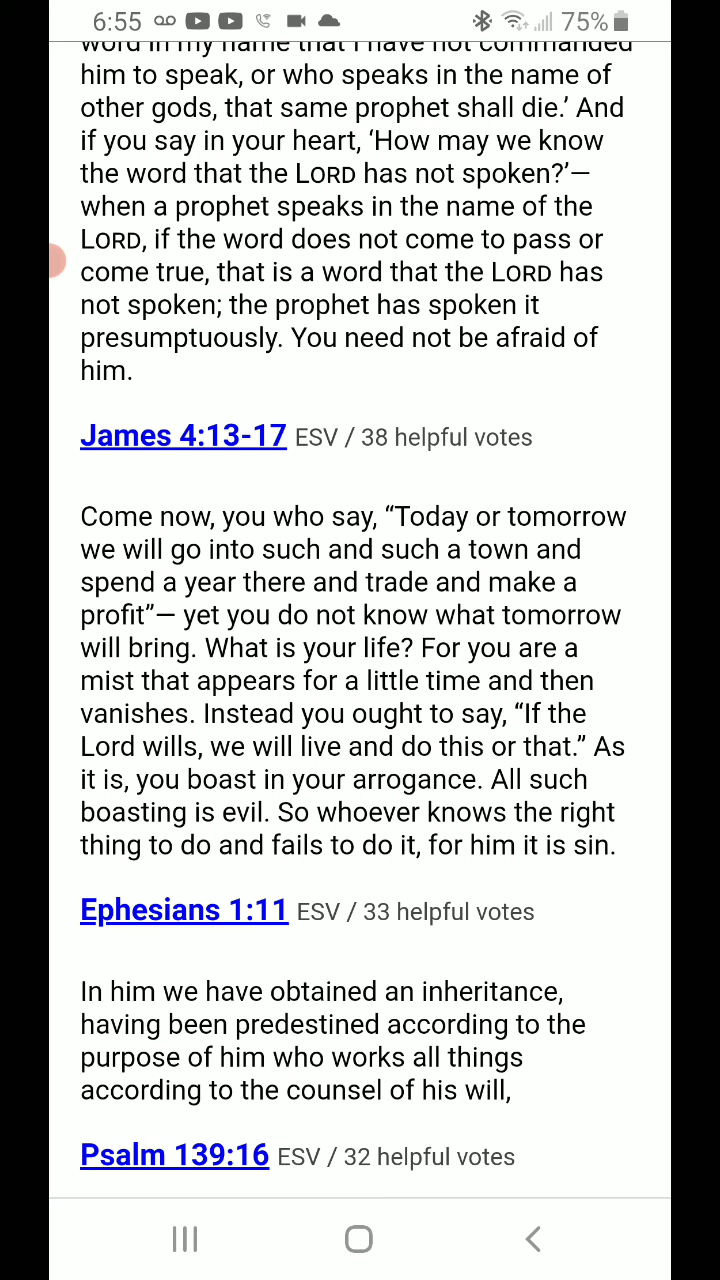 6:55 75%
word in my name that I have not commanded
him to speak, or who speaks in the name of
other gods, that same prophet shall die.’ And
if you say in your heart, ‘How may we know
the word that the LORD has not spoken?’—
when a prophet speaks in the name of the
LORD, if the word does not come to pass or
come true, that is a word that the LORD has
not spoken; the prophet has spoken it
presumptuously. You need not be afraid of
him.
James 4:13-17 ESV / 38 helpful votes
Come now, you who say, “Today or tomorrow
we will go into such and such a town and
spend a year there and trade and make a
profit”— yet you do not know what tomorrow
will bring. What is your life? For you are a
mist that appears for a little time and then
vanishes. Instead you ought to say, “If the
Lord wills, we will live and do this or that.” As
it is, you boast in your arrogance. All such
boasting is evil. So whoever knows the right
thing to do and fails to do it, for him it is sin.
Ephesians 1:11 ESV / 33 helpful votes
In him we have obtained an inheritance,
having been predestined according to the
purpose of him who works all things
according to the counsel of his will,
Psalm 139:16 ESV / 32 helpful votes